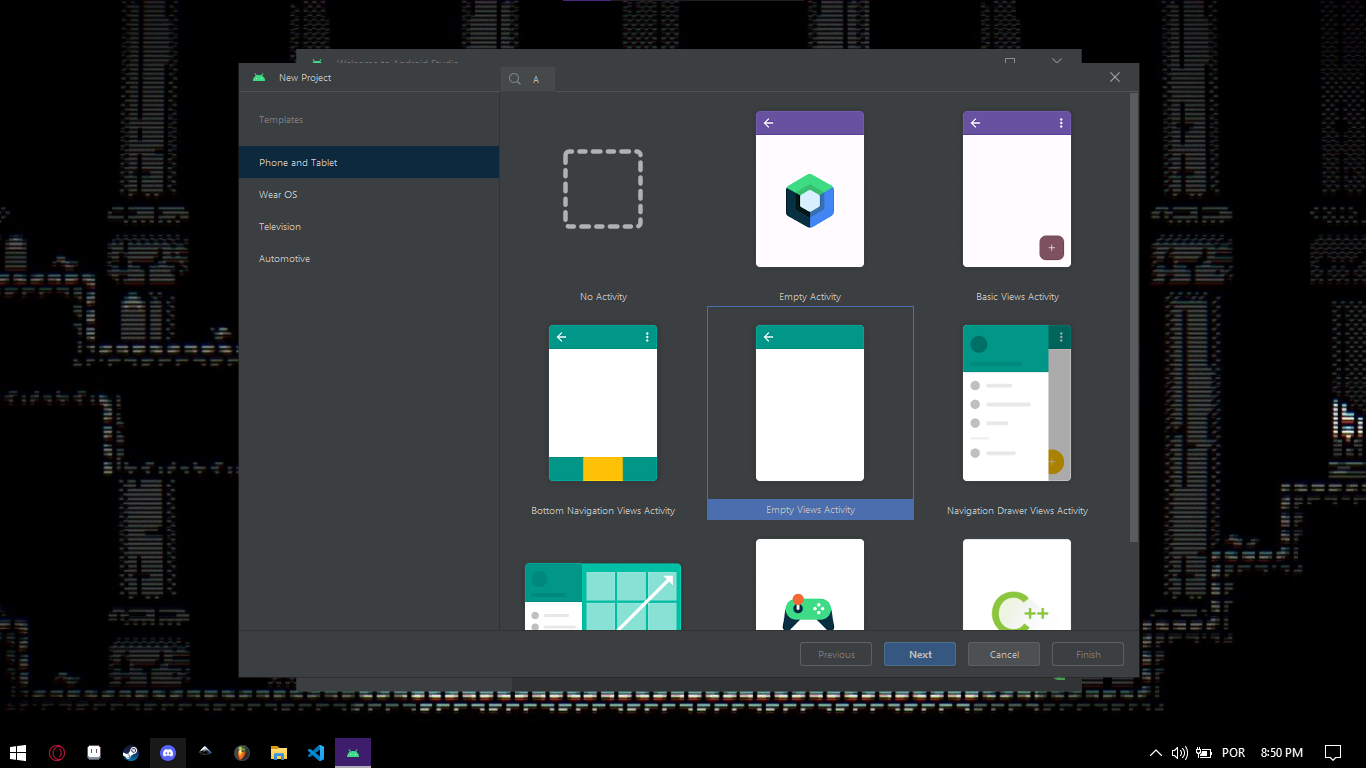 Welcome to Android Studio
New Project
A
Templates
Phone and Tablet
Wear OS
Television
Automotive
No Activity
Empty Activity
Basic Views Activity
Bottom Navigation Views Activity
Empty Views Activity
Navigation Drawer Views Activity
C++
Previous
Next
Cancel
Finish
POR
8:50 PM